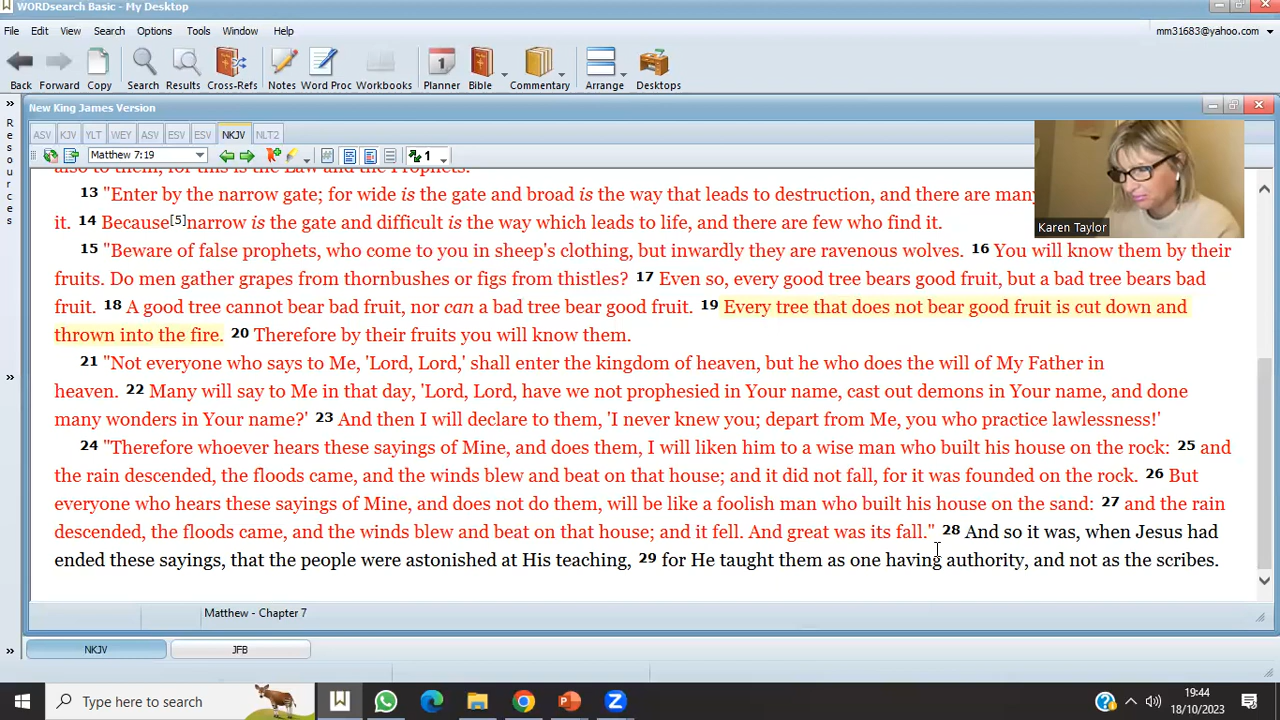 WORDsearch Basic - My Desktop
File Edit View Search Options Tools Window Help
mm31683@yahoo.com
Back Forward Copy Search Results Cross-Refs Notes Word Proc Workbooks Planner Bible Commentary Arrange Desktops
New King James Version
ASV KJV YLT WEY ASV ESV ESV NKJV NLT2
Resources
Matthew 7:19
1
also to them, for this is the Law and the Prophets.
13 "Enter by the narrow gate; for wide is the gate and broad is the way that leads to destruction, and there are many
it. 14 Because[5]narrow is the gate and difficult is the way which leads to life, and there are few who find it.
Karen Taylor
15 "Beware of false prophets, who come to you in sheep's clothing, but inwardly they are ravenous wolves. 16 You will know them by their
fruits. Do men gather grapes from thornbushes or figs from thistles? 17 Even so, every good tree bears good fruit, but a bad tree bears bad
fruit. 18 A good tree cannot bear bad fruit, nor can a bad tree bear good fruit. 19 Every tree that does not bear good fruit is cut down and
thrown into the fire. 20 Therefore by their fruits you will know them.
21 "Not everyone who says to Me, 'Lord, Lord,' shall enter the kingdom of heaven, but he who does the will of My Father in
heaven. 22 Many will say to Me in that day, 'Lord, Lord, have we not prophesied in Your name, cast out demons in Your name, and done
many wonders in Your name?' 23 And then I will declare to them, 'I never knew you; depart from Me, you who practice lawlessness!'
24 "Therefore whoever hears these sayings of Mine, and does them, I will liken him to a wise man who built his house on the rock: 25 and
the rain descended, the floods came, and the winds blew and beat on that house; and it did not fall, for it was founded on the rock. 26 But
everyone who hears these sayings of Mine, and does not do them, will be like a foolish man who built his house on the sand: 27 and the rain
descended, the floods came, and the winds blew and beat on that house; and it fell. And great was its fall." 28 And so it was, when Jesus had
ended these sayings, that the people were astonished at His teaching, 29 for He taught them as one having authority, and not as the scribes.
Matthew - Chapter 7
NKJV JFB
Type here to search
19:44
18/10/2023